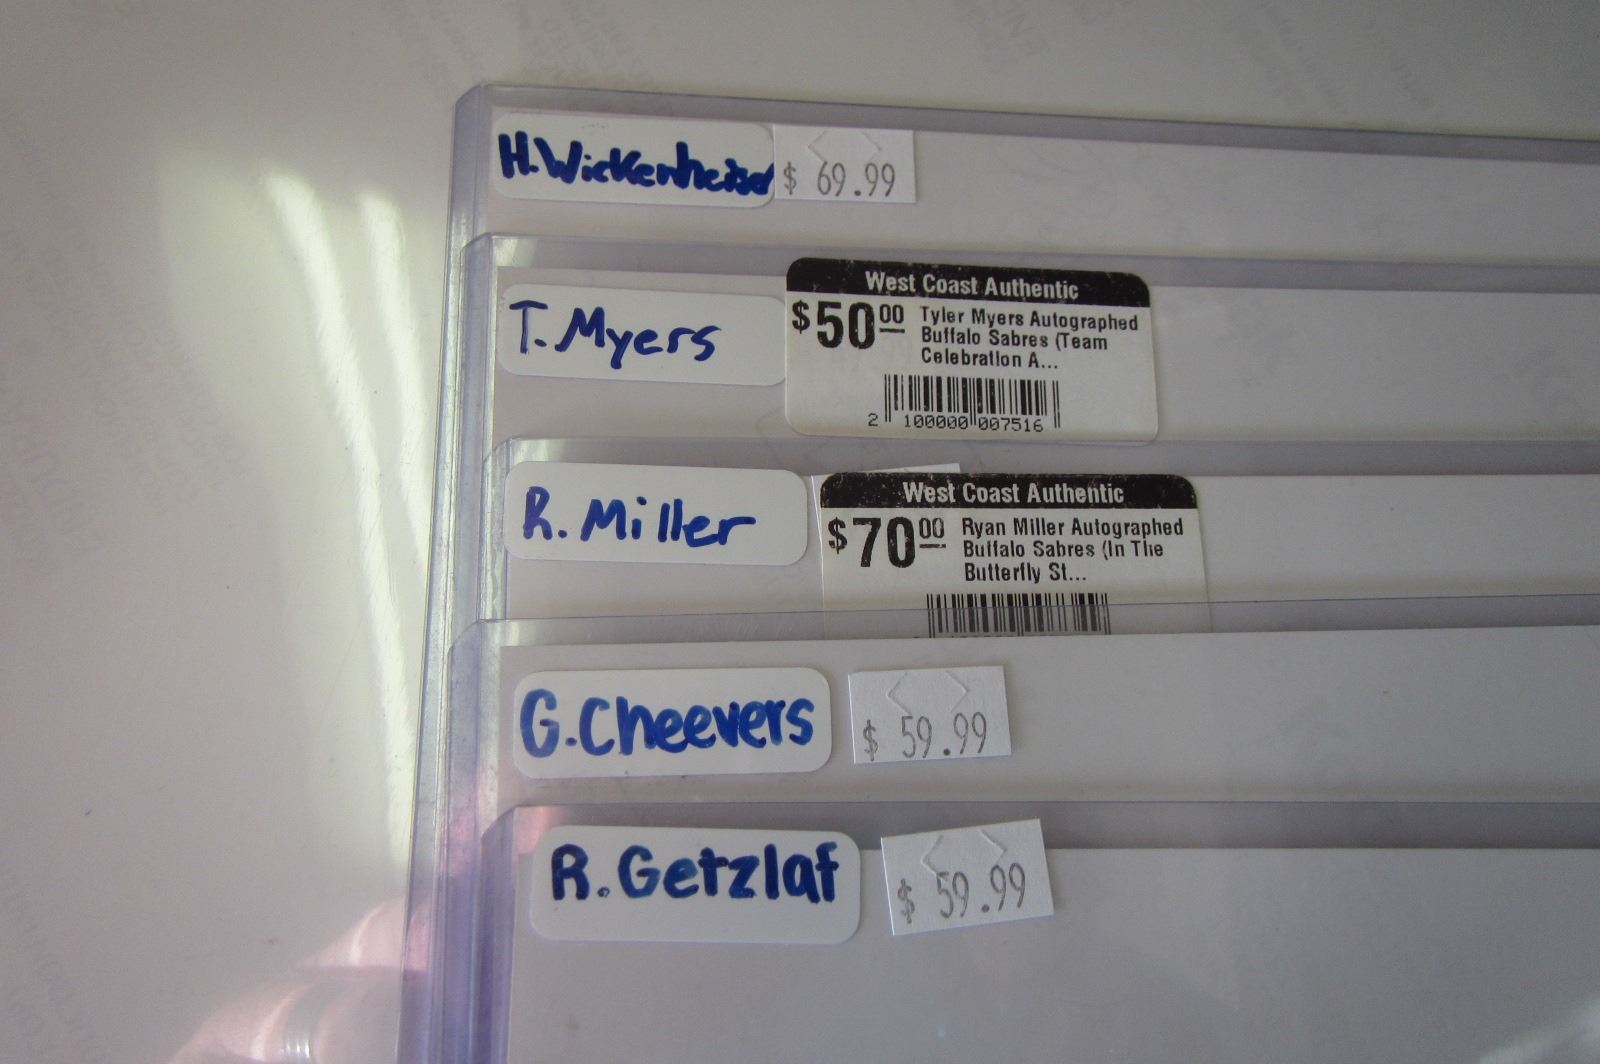 H.Wickenheiser
$ 69.99
T.Myers
West Coast Authentic
$50 00
Tyler Myers Autographed
Buffalo Sabres (Team
Celebration A...
2 100000 007516
R.Miller
West Coast Authentic
$70 00
Ryan Miller Autographed
Buffalo Sabres (In The
Butterfly St...
G.Cheevers
$ 59.99
R.Getzlaf
$ 59.99